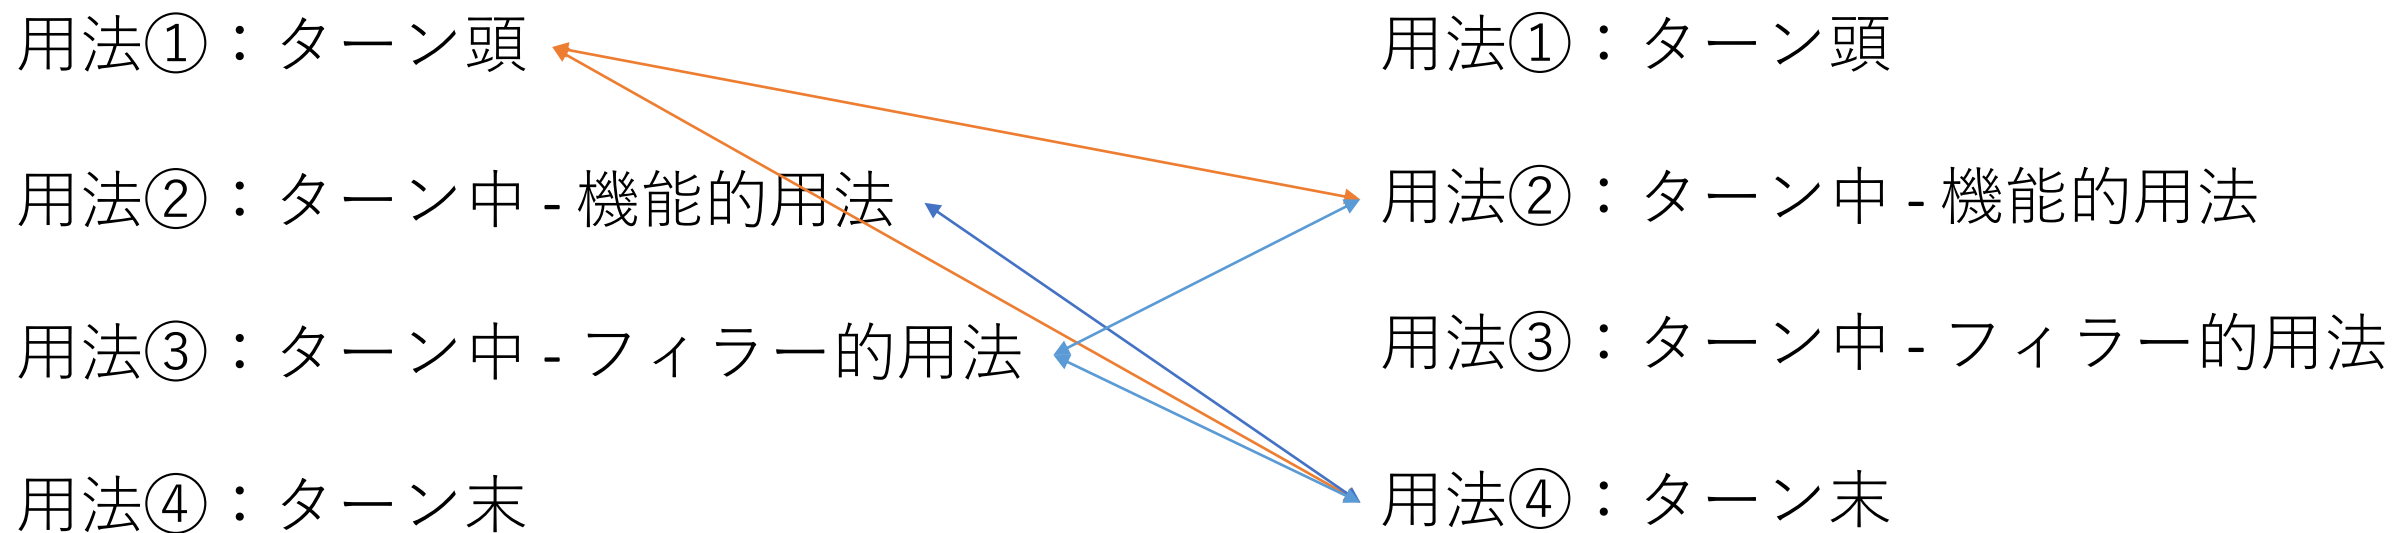 用法①：ターン頭
用法②：ターン中 - 機能的用法
用法③：ターン中 - フィラー的用法
用法④：ターン末
用法①：ターン頭
用法②：ターン中 - 機能的用法
用法③：ターン中 - フィラー的用法
用法④：ターン末